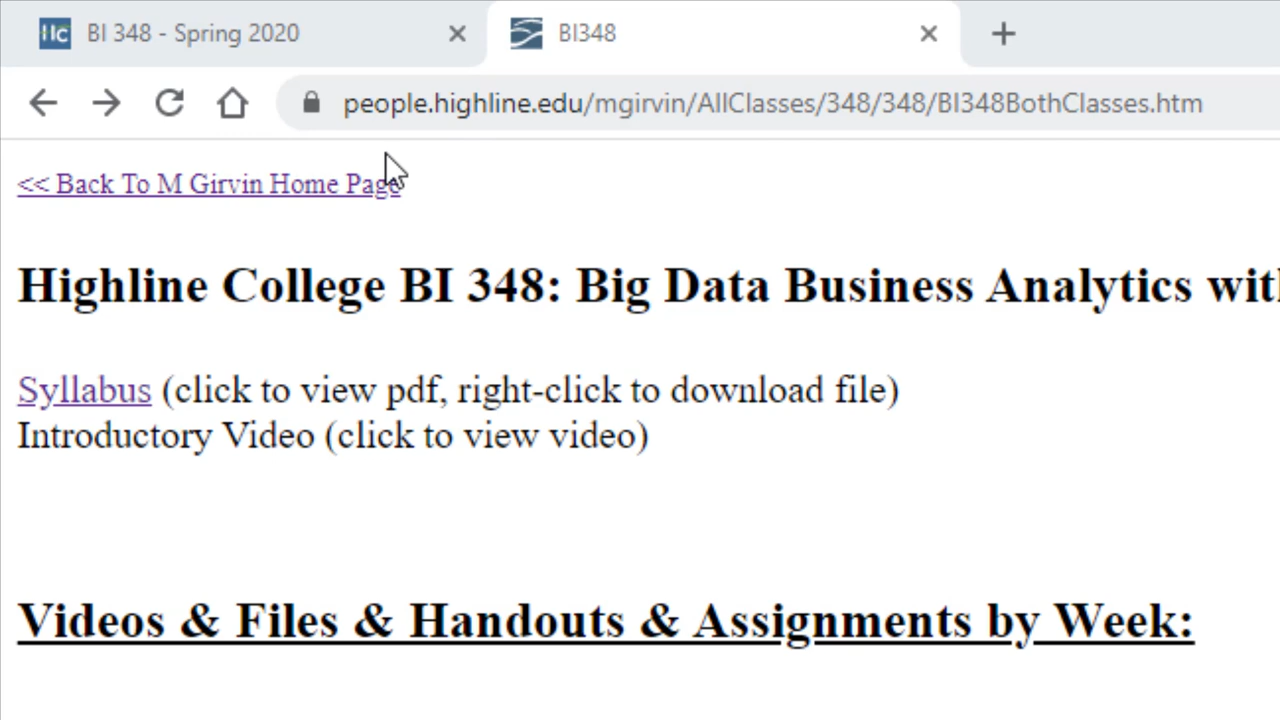 BI 348 - Spring 2020
BI348
people.highline.edu/mgirvin/AllClasses/348/348/BI348BothClasses.htm
<< Back To M Girvin Home Page
Highline College BI 348: Big Data Business Analytics with
Syllabus (click to view pdf, right-click to download file)
Introductory Video (click to view video)
Videos & Files & Handouts & Assignments by Week: